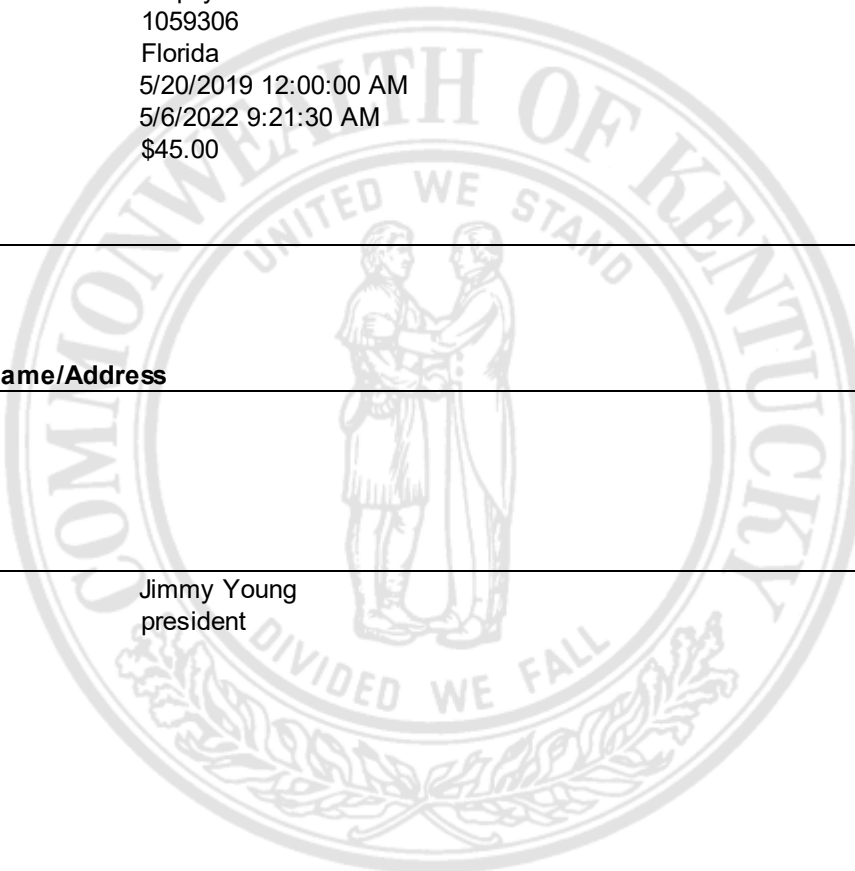 1059306
Florida
5/20/2019 12:00:00 AM
5/6/2022 9:21:30 AM
$45.00
COMMONWEALTH OF KENTUCKY
UNITED WE STAND
ame/Address
Jimmy Young
president
DIVIDED WE FALL